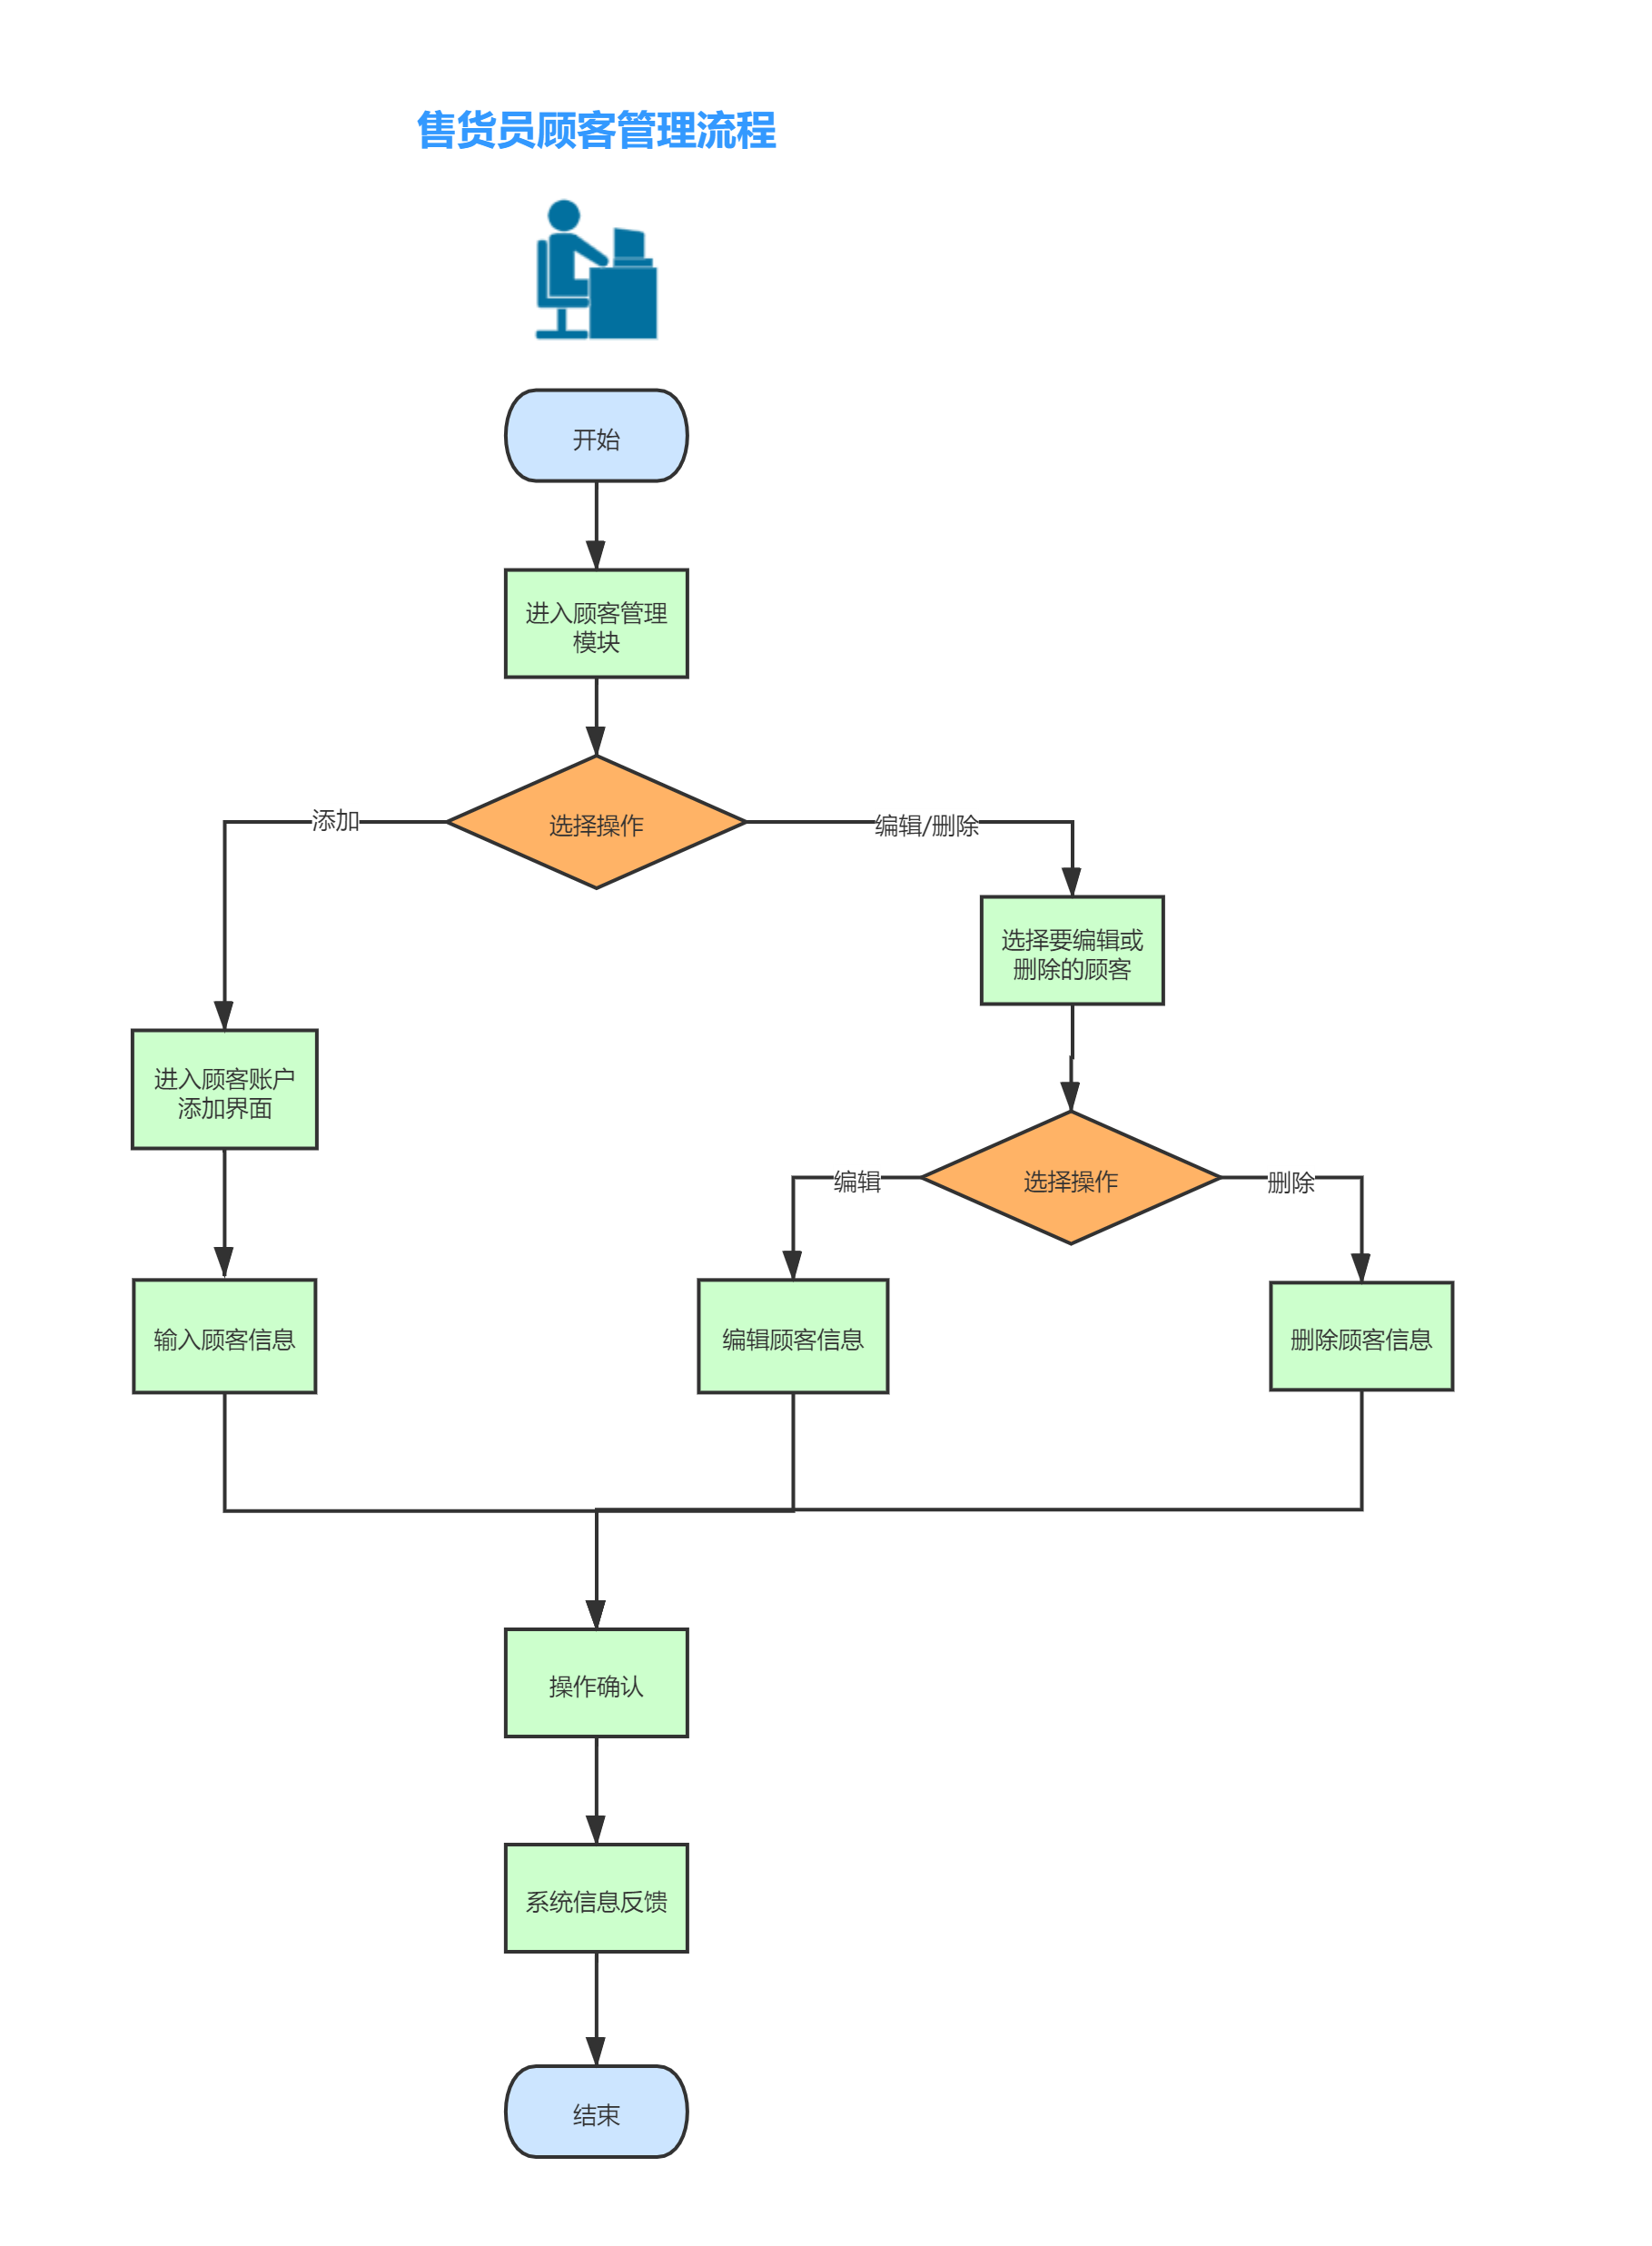 售货员顾客管理流程
开始
进入顾客管理
模块
选择操作
添加
编辑/删除
选择要编辑或
删除的顾客
进入顾客账户
添加界面
选择操作
编辑
删除
输入顾客信息
编辑顾客信息
删除顾客信息
操作确认
系统信息反馈
结束